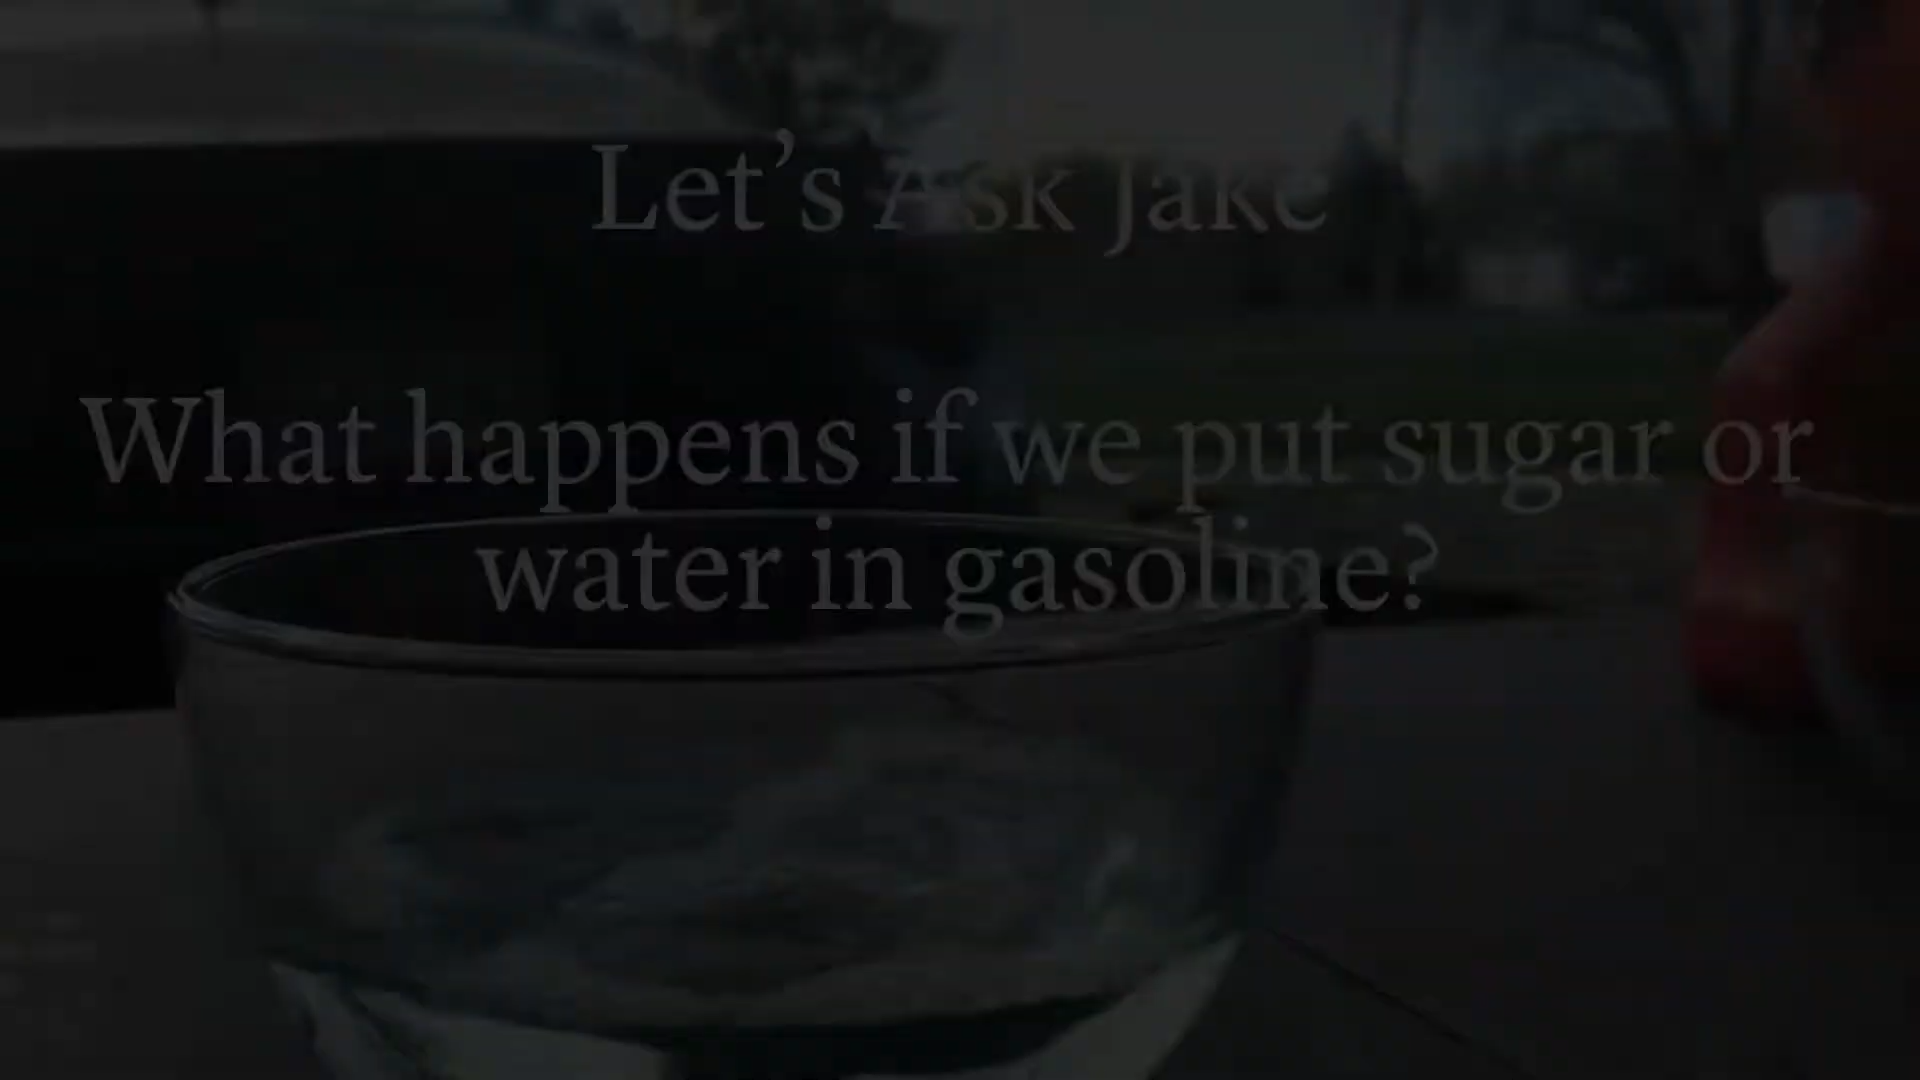 Let’s Ask Jake
What happens if we put sugar or
water in gasoline?